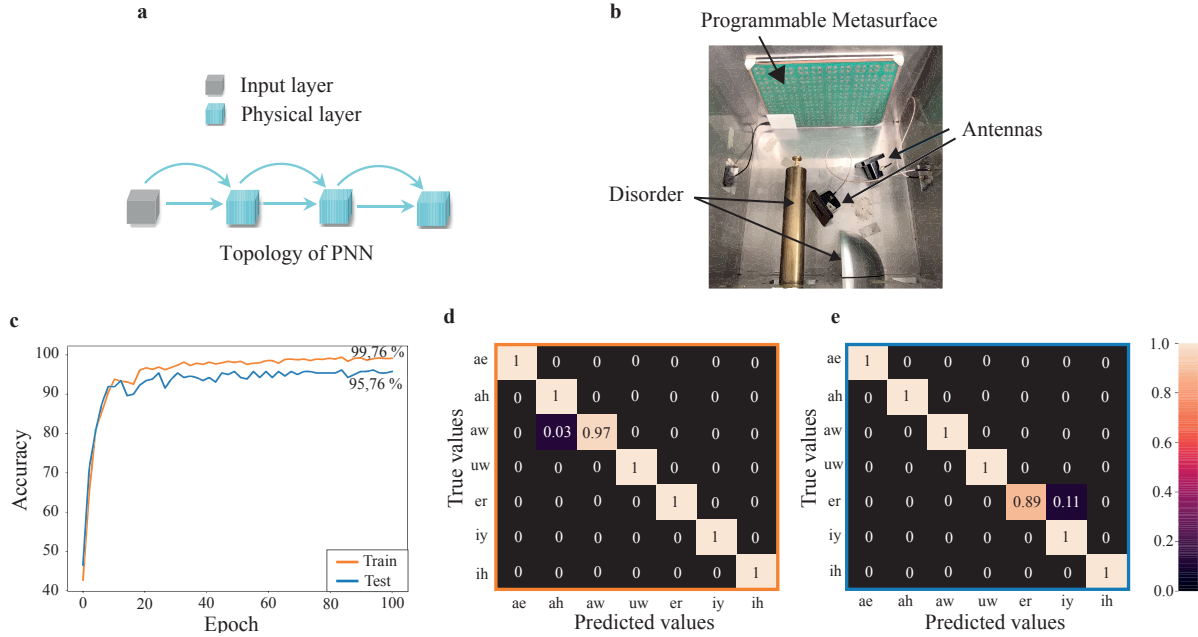 a
Input layer
Physical layer
Topology of PNN
b
Programmable Metasurface
Antennas
Disorder
c
Accuracy
100
90
80
70
60
50
40
99,76 %
95,76 %
Train
Test
0 20 40 60 80 100
Epoch
d
True values
ae 1 0 0 0 0 0 0
ah 0 1 0 0 0 0 0
aw 0 0.03 0.97 0 0 0 0
uw 0 0 0 1 0 0 0
er 0 0 0 0 1 0 0
iy 0 0 0 0 0 1 0
ih 0 0 0 0 0 0 1
ae ah aw uw er iy ih
Predicted values
e
True values
ae 1 0 0 0 0 0 0
ah 0 1 0 0 0 0 0
aw 0 0 1 0 0 0 0
uw 0 0 0 1 0 0 0
er 0 0 0 0 0.89 0.11 0
iy 0 0 0 0 0 1 0
ih 0 0 0 0 0 0 1
ae ah aw uw er iy ih
Predicted values
1.0
0.8
0.6
0.4
0.2
0.0